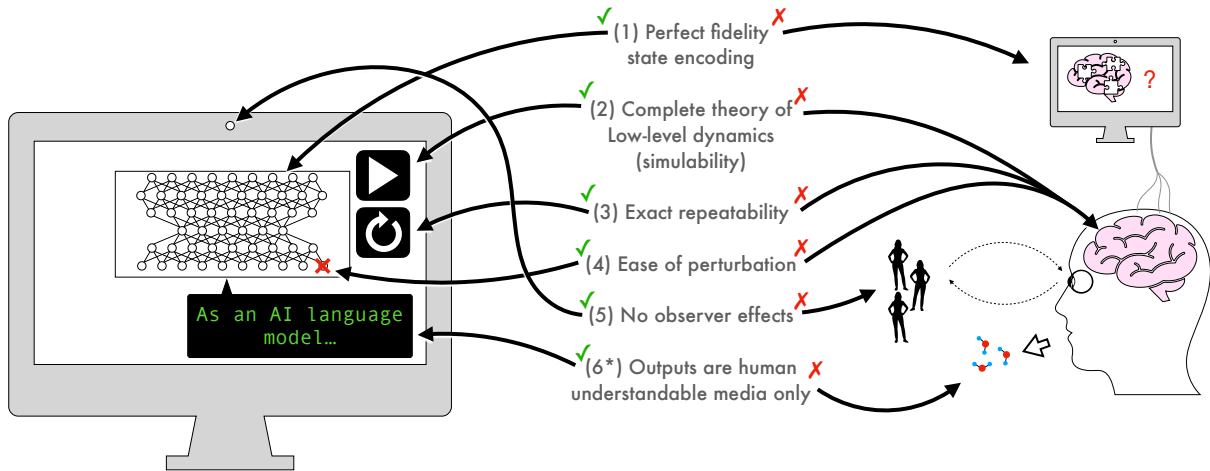 (1) Perfect fidelity
state encoding
?
(2) Complete theory of
Low-level dynamics
(simulability)
(3) Exact repeatability
(4) Ease of perturbation
As an AI language
model…
(5) No observer effects
(6*) Outputs are human
understandable media only